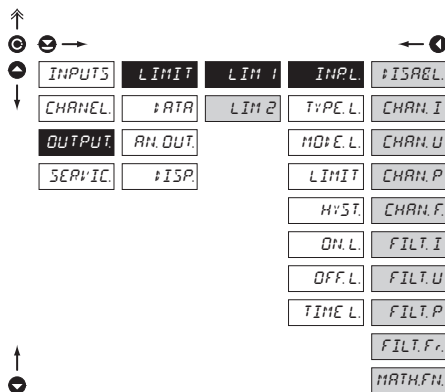 INPUTS LIMIT LIM 1 INP.L. DISABL.
CHANEL. DATA LIM 2 TYPE.L. CHAN.I
OUTPUT. AN.OUT. MODE.L. CHAN.U
SERVIC. DISP. LIMIT CHAN.P
HYST. CHAN.F.
ON.L. FILT.I
OFF.L. FILT.U
TIME L. FILT.P
FILT.Fr.
MATH.FN.